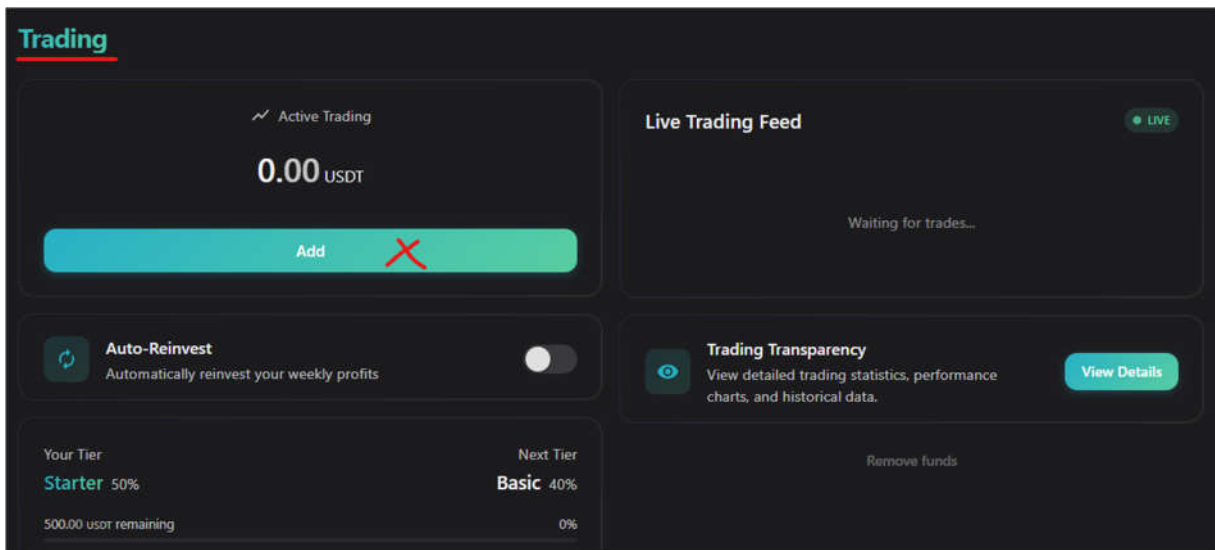 Trading
Active Trading
0.00 USDT
Add
Live Trading Feed
LIVE
Waiting for trades...
Auto-Reinvest
Automatically reinvest your weekly profits
Trading Transparency
View detailed trading statistics, performance
charts, and historical data.
View Details
Your Tier
Next Tier
Starter 50%
Basic 40%
500.00 USDT remaining
0%
Remove funds